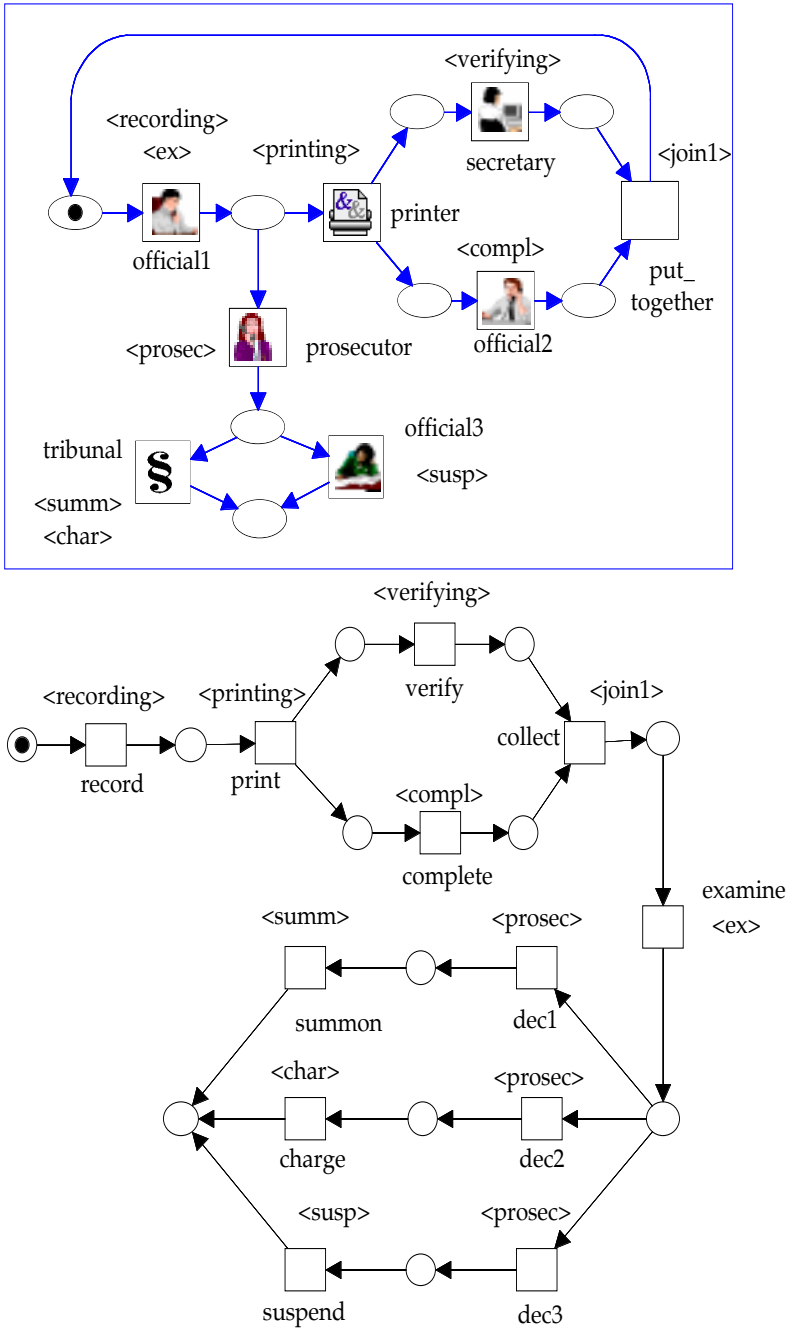 <verifying>
<recording>
<ex>
<printing>
<join1>
secretary
&&
printer
<compl>
official1
put_
together
official2
<prosec>
prosecutor
official3
tribunal
§
<susp>
<summ>
<char>
<verifying>
<recording>
<printing>
verify
<join1>
collect
record
print
<compl>
complete
examine
<ex>
<summ>
<prosec>
summon
dec1
<char>
<prosec>
charge
dec2
<susp>
<prosec>
suspend
dec3